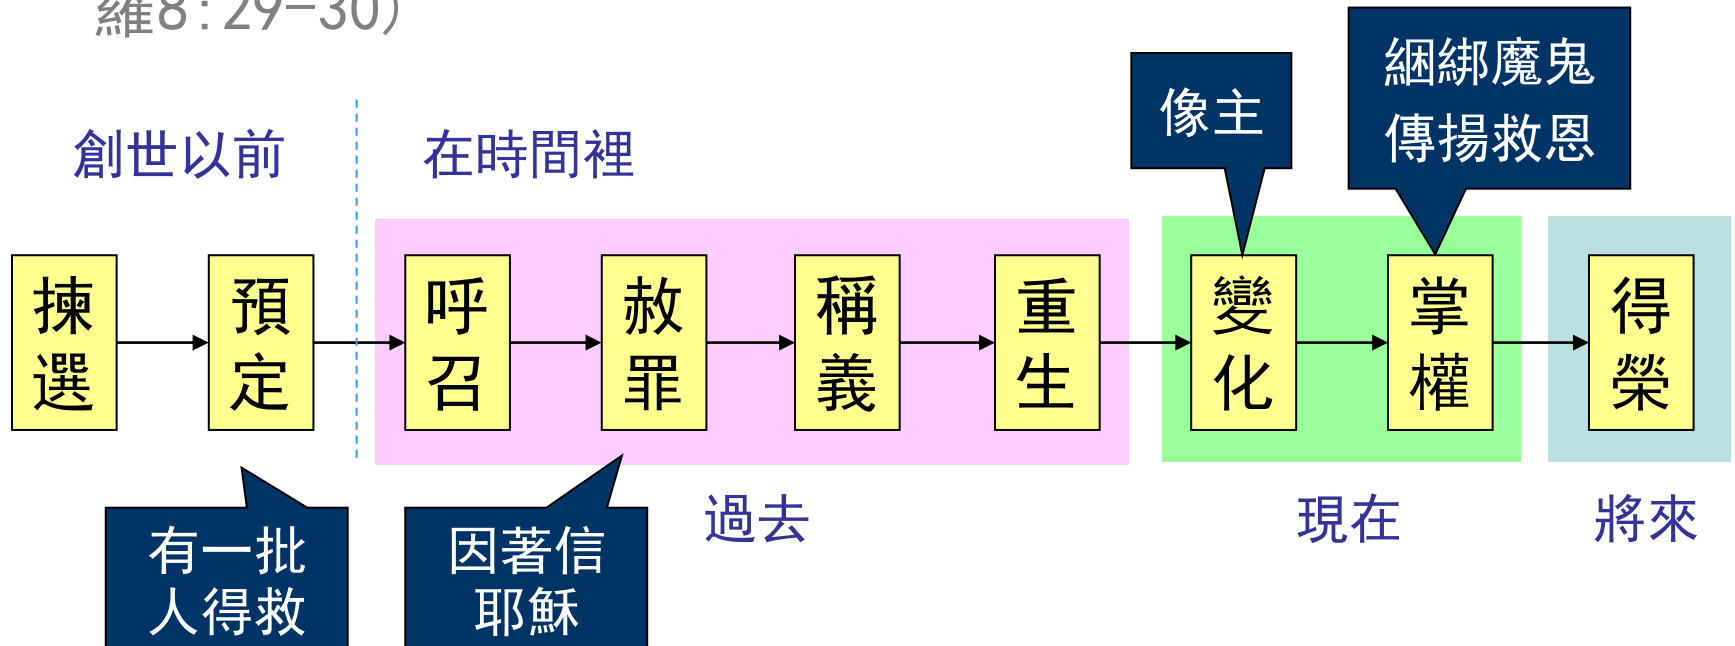 羅8:29-30)
創世以前
在時間裡
像主
綑綁魔鬼
傳揚救恩
揀
選
預
定
呼
召
赦
罪
稱
義
重
生
變
化
掌
權
得
榮
有一批
人得救
因著信
耶穌
過去
現在
將來